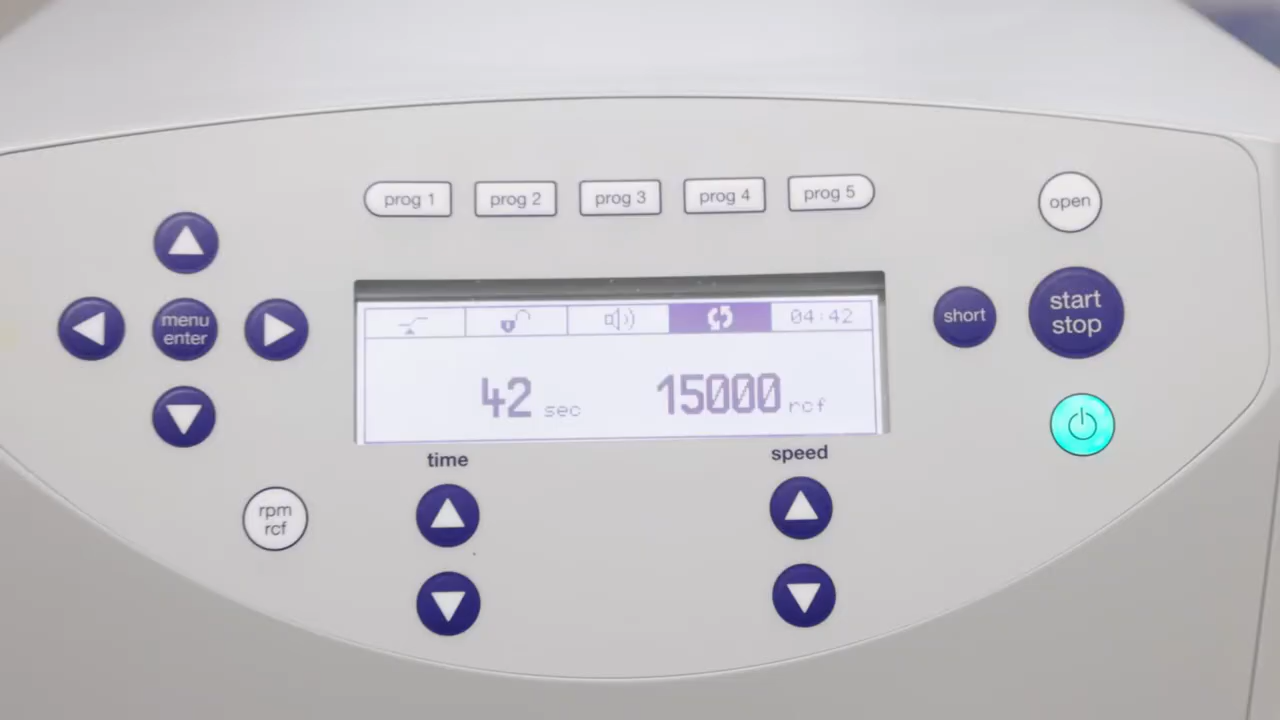 prog 1 prog 2 prog 3 prog 4 prog 5
open
menu
enter
04:42
42 sec 15000 rcf
short
start
stop
time
speed
rpm
rcf